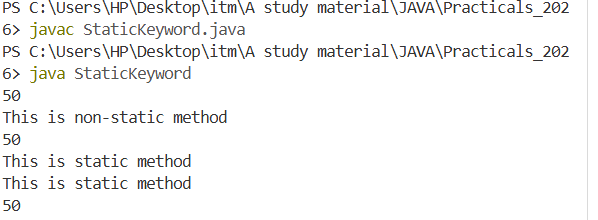 PS C:\Users\HP\Desktop\itm\A study material\JAVA\Practicals_202
6> javac StaticKeyword.java
PS C:\Users\HP\Desktop\itm\A study material\JAVA\Practicals_202
6> java StaticKeyword
50
This is non-static method
50
This is static method
This is static method
50